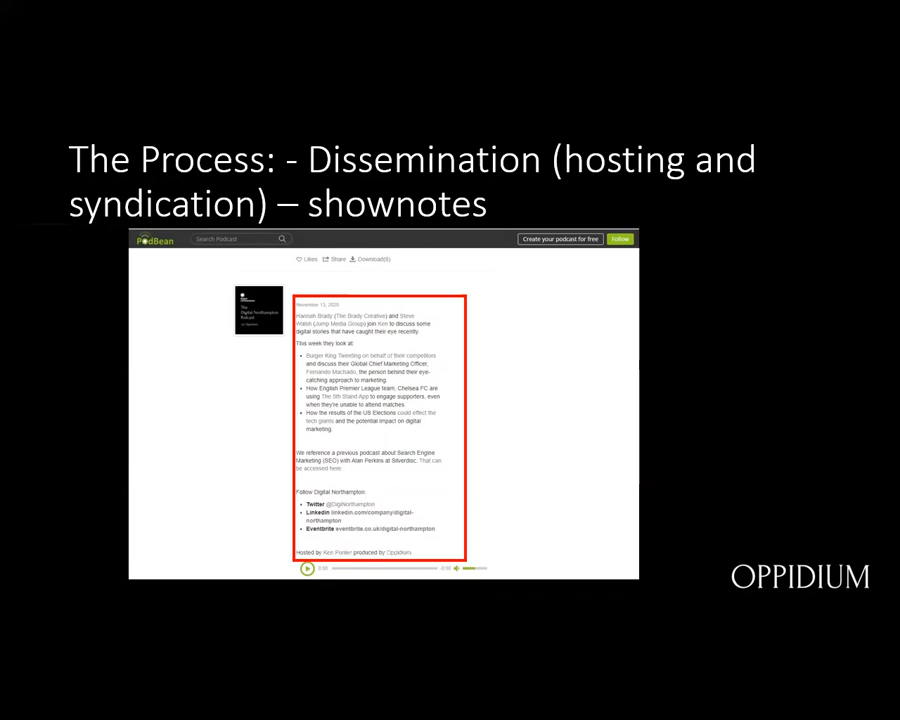 The Process: - Dissemination (hosting and
syndication) – shownotes
PodBean
Search Podcast
Create your podcast for free
Follow
Likes
Share
Download(8)
The
Digital Northampton
Podcast
November 13, 2020
Hannah Brady (The Brady Creative) and Steve
Walsh (Jump Media Group) join Ken to discuss some
digital stories that have caught their eye recently.
This week they look at:
Burger King Tweeting on behalf of their competitors
and discuss their Global Chief Marketing Officer,
Fernando Machado, the person behind their eye-
catching approach to marketing.
How English Premier League team, Chelsea FC are
using The 5th Stand App to engage supporters, even
when they're unable to attend matches.
How the results of the US Elections could effect the
tech giants and the potential impact on digital
marketing.
We reference a previous podcast about Search Engine
Marketing (SEO) with Alan Perkins at Silverdisc. That can
be accessed here.
Follow Digital Northampton:
Twitter @DigiNorthampton
Linkedin linkedin.com/company/digital-
northampton
Eventbrite eventbrite.co.uk/digital-northampton
Hosted by Ken Punter produced by Oppidium
0:00
-0:00
OPPIDIUM